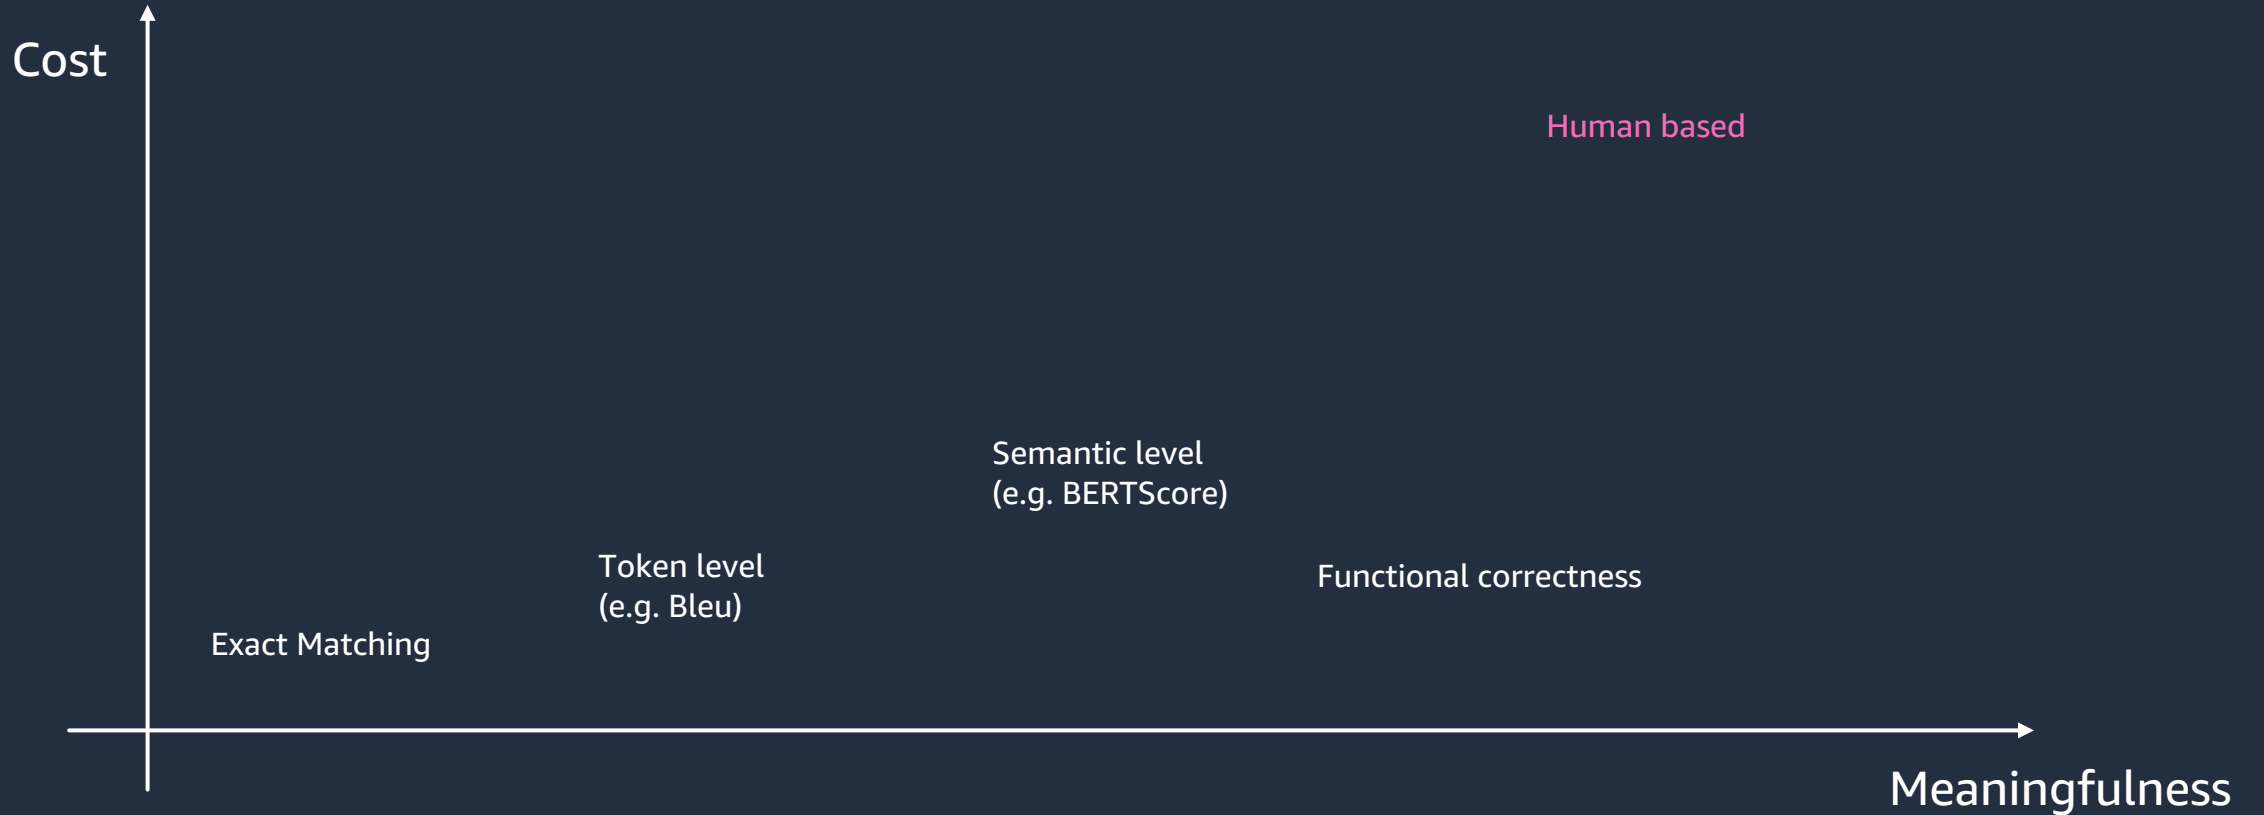 Cost
Human based
Semantic level
(e.g. BERTScore)
Token level
(e.g. Bleu)
Functional correctness
Exact Matching
Meaningfulness